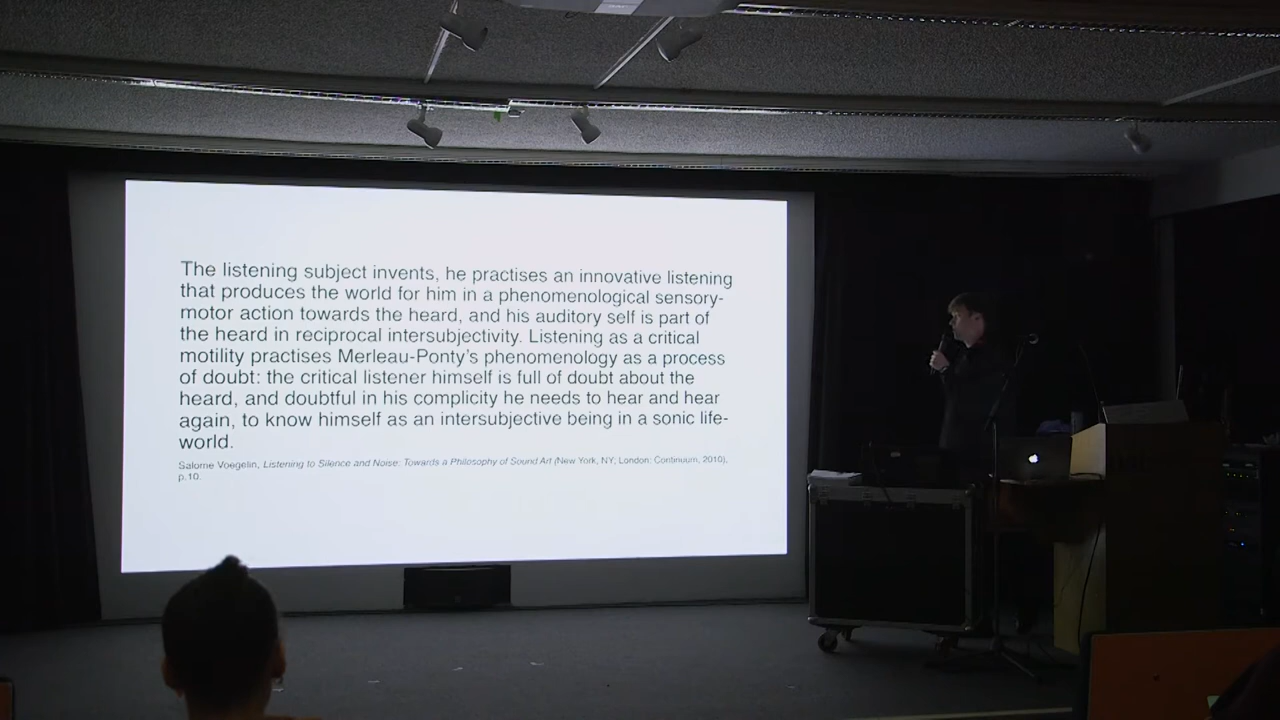 The listening subject invents, he practises an innovative listening
that produces the world for him in a phenomenological sensory-
motor action towards the heard, and his auditory self is part of
the heard in reciprocal intersubjectivity. Listening as a critical
motility practises Merleau-Ponty's phenomenology as a process
of doubt: the critical listener himself is full of doubt about the
heard, and doubtful in his complicity he needs to hear and hear
again, to know himself as an intersubjective being in a sonic life-
world.
Salome Voegelin, Listening to Silence and Noise: Towards a Philosophy of Sound Art (New York, NY; London: Continuum, 2010),
p.10.